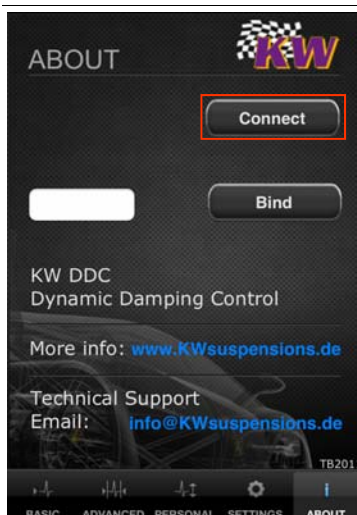 ABOUT
KW
Connect
Bind
KW DDC
Dynamic Damping Control
More info: www.KWsuspensions.de
Technical Support
Email: info@KWsuspensions.de
TB201
BASIC ADVANCED PERSONAL SETTINGS ABOUT